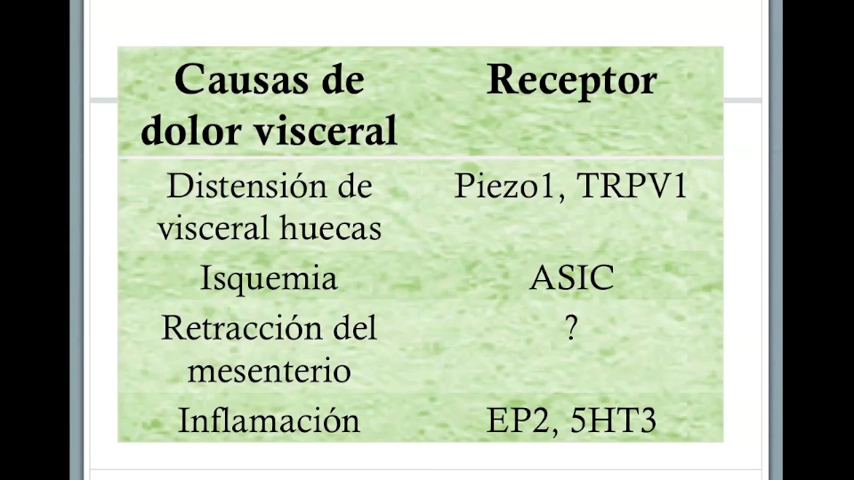 Causas de
dolor visceral
Receptor
Distensión de
visceral huecas
Piezo1, TRPV1
Isquemia
ASIC
Retracción del
mesenterio
?
Inflamación
EP2, 5HT3